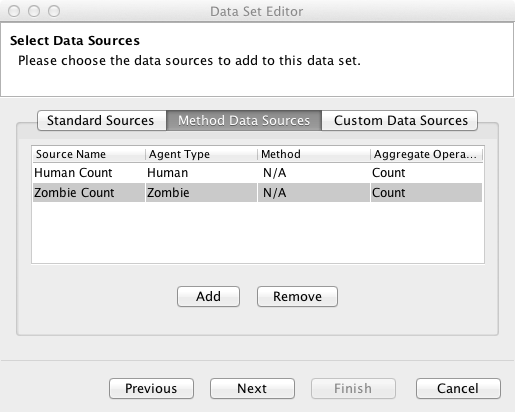 Data Set Editor
Select Data Sources
Please choose the data sources to add to this data set.
Standard Sources Method Data Sources Custom Data Sources
Source Name Agent Type Method Aggregate Opera...
Human Count Human N/A Count
Zombie Count Zombie N/A Count
Add Remove
Previous Next Finish Cancel